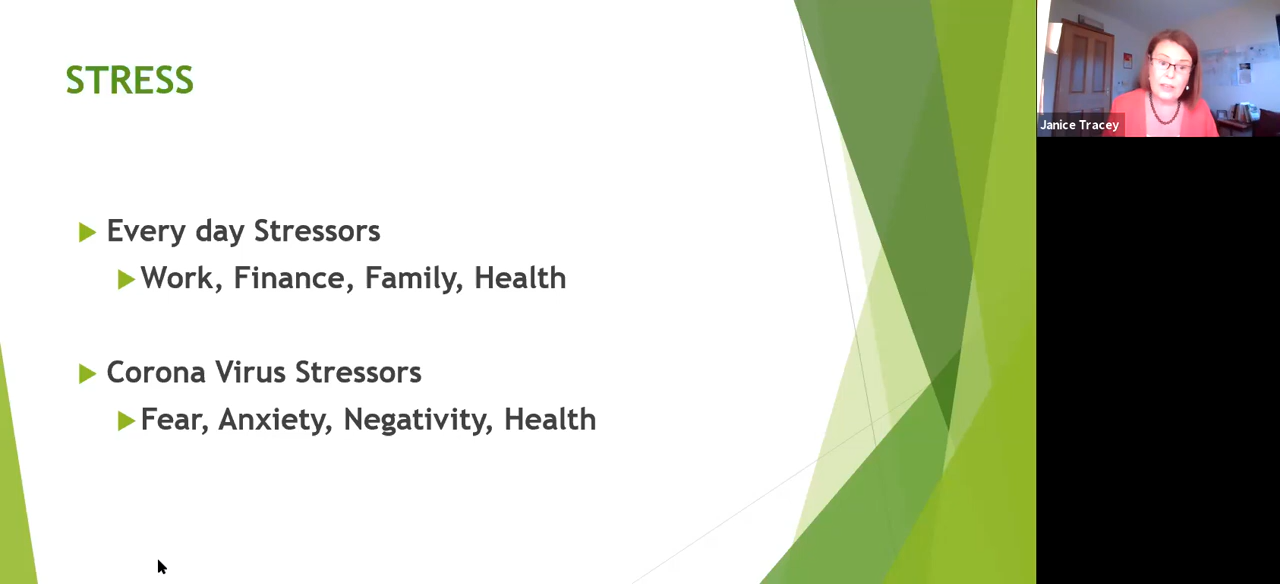 STRESS
Every day Stressors
Work, Finance, Family, Health
Corona Virus Stressors
Fear, Anxiety, Negativity, Health
Janice Tracey